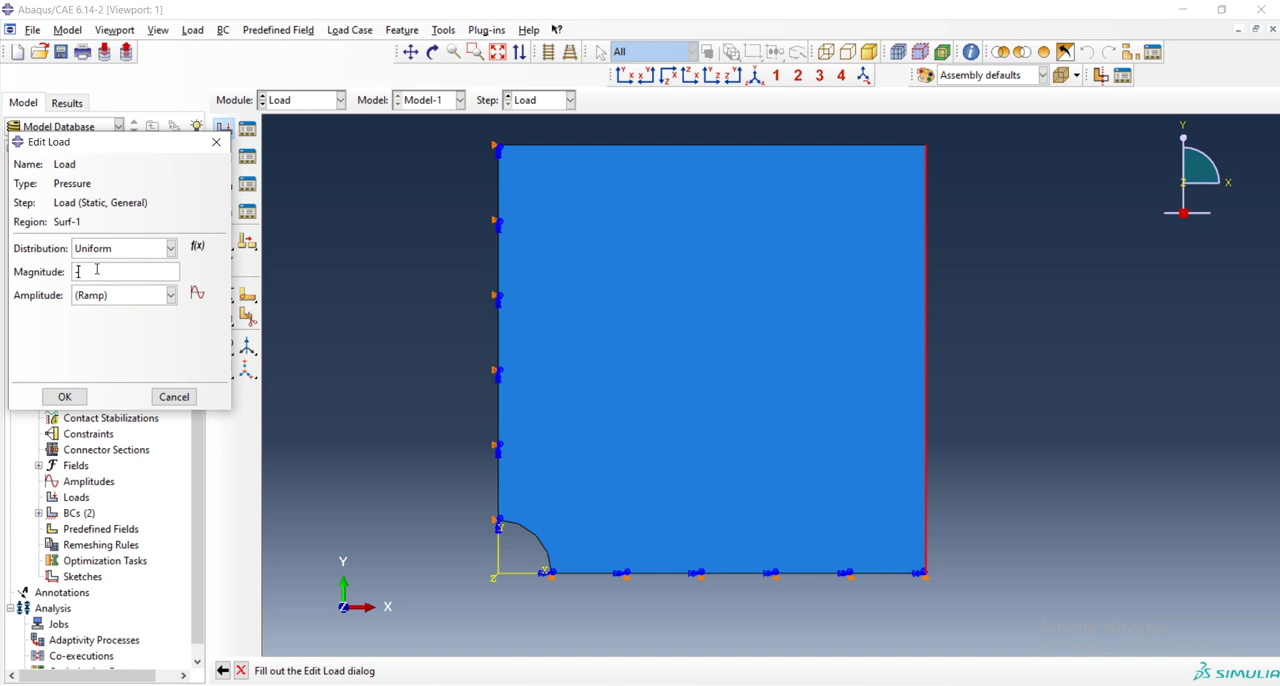 Abaqus/CAE 6.14-2 [Viewport: 1]
File Model Viewport View Load BC Predefined Field Load Case Feature Tools Plug-ins Help
All
1 2 3 4
Assembly defaults
Model Results
Module: Load Model: Model-1 Step: Load
Model Database
Edit Load
Name: Load
Type: Pressure
Step: Load (Static, General)
Region: Surf-1
Distribution: Uniform f(x)
Magnitude: -
Amplitude: (Ramp)
OK Cancel
Contact Stabilizations
Constraints
Connector Sections
Fields
Amplitudes
Loads
BCs (2)
Predefined Fields
Remeshing Rules
Optimization Tasks
Sketches
Annotations
Analysis
Jobs
Adaptivity Processes
Co-executions
Y
Z X
Y
X
Z
Y
X
Z
Activate Windows
Fill out the Edit Load dialog
SIMULIA